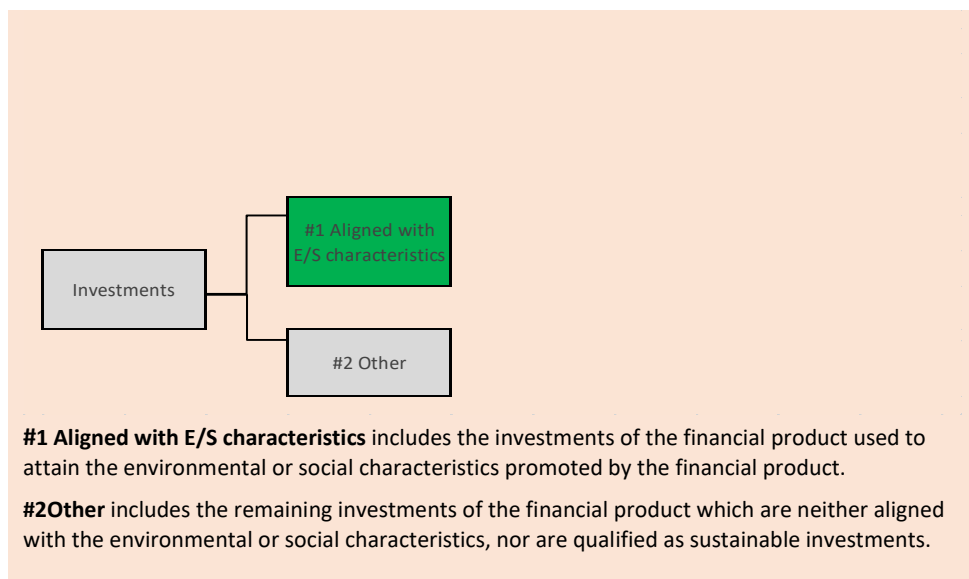 #1 Aligned with
E/S characteristics
Investments
#2 Other
#1 Aligned with E/S characteristics includes the investments of the financial product used to
attain the environmental or social characteristics promoted by the financial product.
#2Other includes the remaining investments of the financial product which are neither aligned
with the environmental or social characteristics, nor are qualified as sustainable investments.